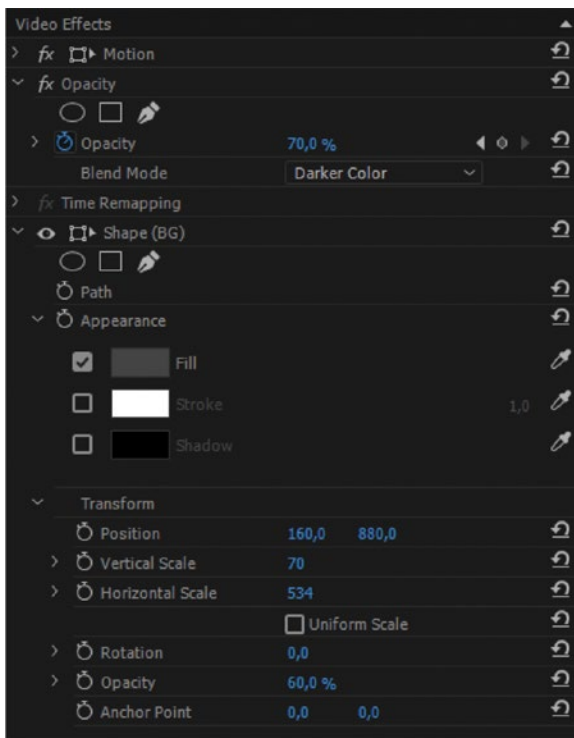 Video Effects
fx Motion
fx Opacity
Opacity 70,0 %
Blend Mode Darker Color
fx Time Remapping
Shape (BG)
Path
Appearance
Fill
Stroke 1,0
Shadow
Transform
Position 160,0 880,0
Vertical Scale 70
Horizontal Scale 534
Uniform Scale
Rotation 0,0
Opacity 60,0 %
Anchor Point 0,0 0,0